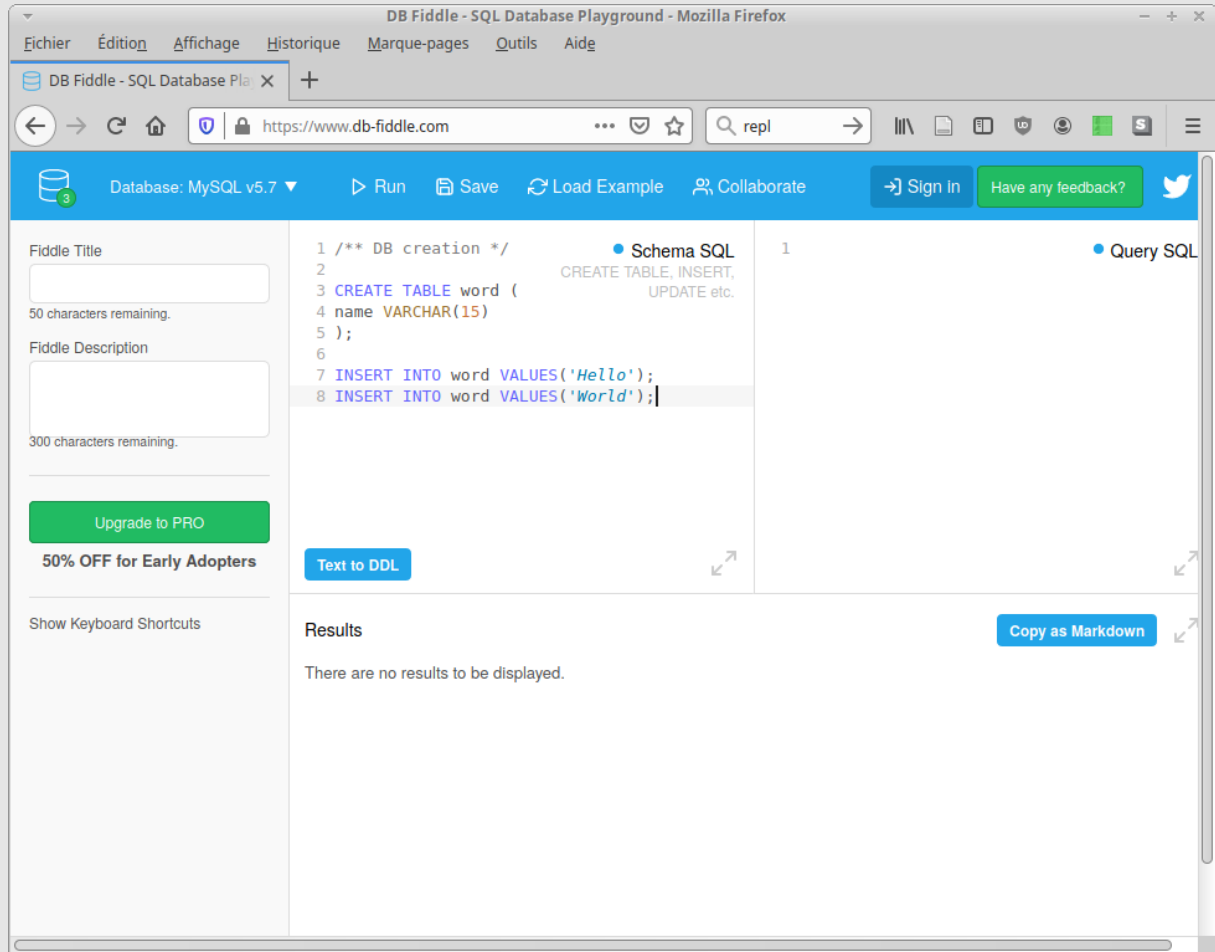 DB Fiddle - SQL Database Playground - Mozilla Firefox
Fichier Édition Affichage Historique Marque-pages Outils Aide
DB Fiddle - SQL Database Pla
https://www.db-fiddle.com
repl
3
Database: MySQL v5.7 ▼
Run
Save
Load Example
Collaborate
Sign in
Have any feedback?
Fiddle Title
50 characters remaining.
Fiddle Description
300 characters remaining.
Upgrade to PRO
50% OFF for Early Adopters
Show Keyboard Shortcuts
Schema SQL
CREATE TABLE, INSERT,
UPDATE etc.
1 /** DB creation */
2
3 CREATE TABLE word (
4 name VARCHAR(15)
5 );
6
7 INSERT INTO word VALUES('Hello');
8 INSERT INTO word VALUES('World');
Text to DDL
1
Query SQL
Results
Copy as Markdown
There are no results to be displayed.